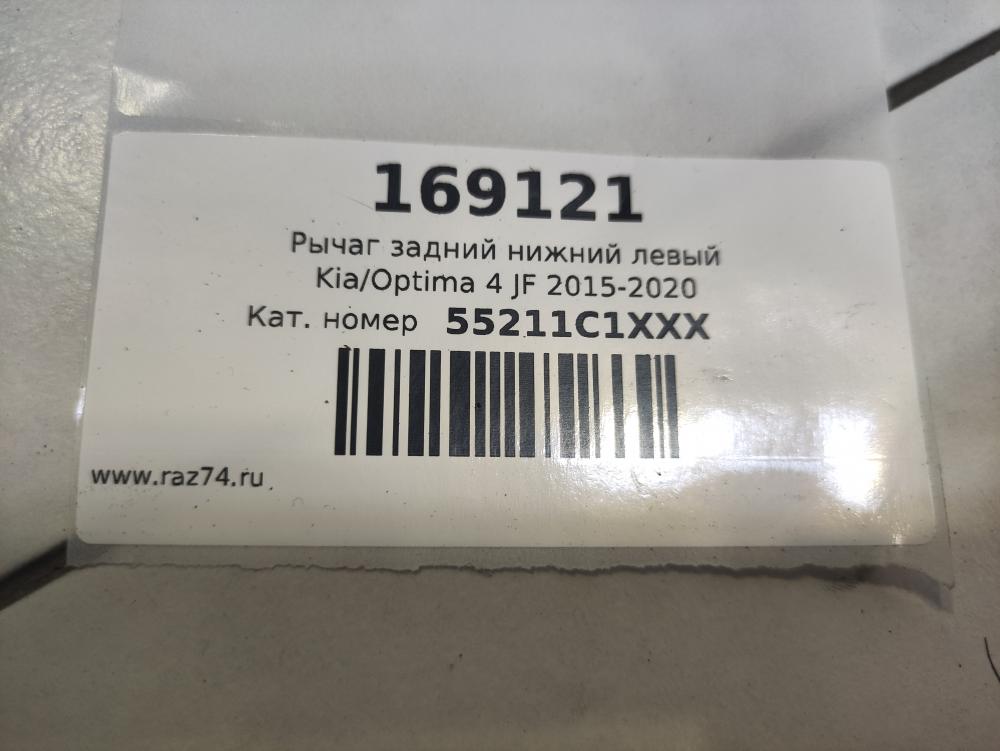 169121
Рычаг задний нижний левый
Kia/Optima 4 JF 2015-2020
Кат. номер 55211C1XXX
www.raz74.ru